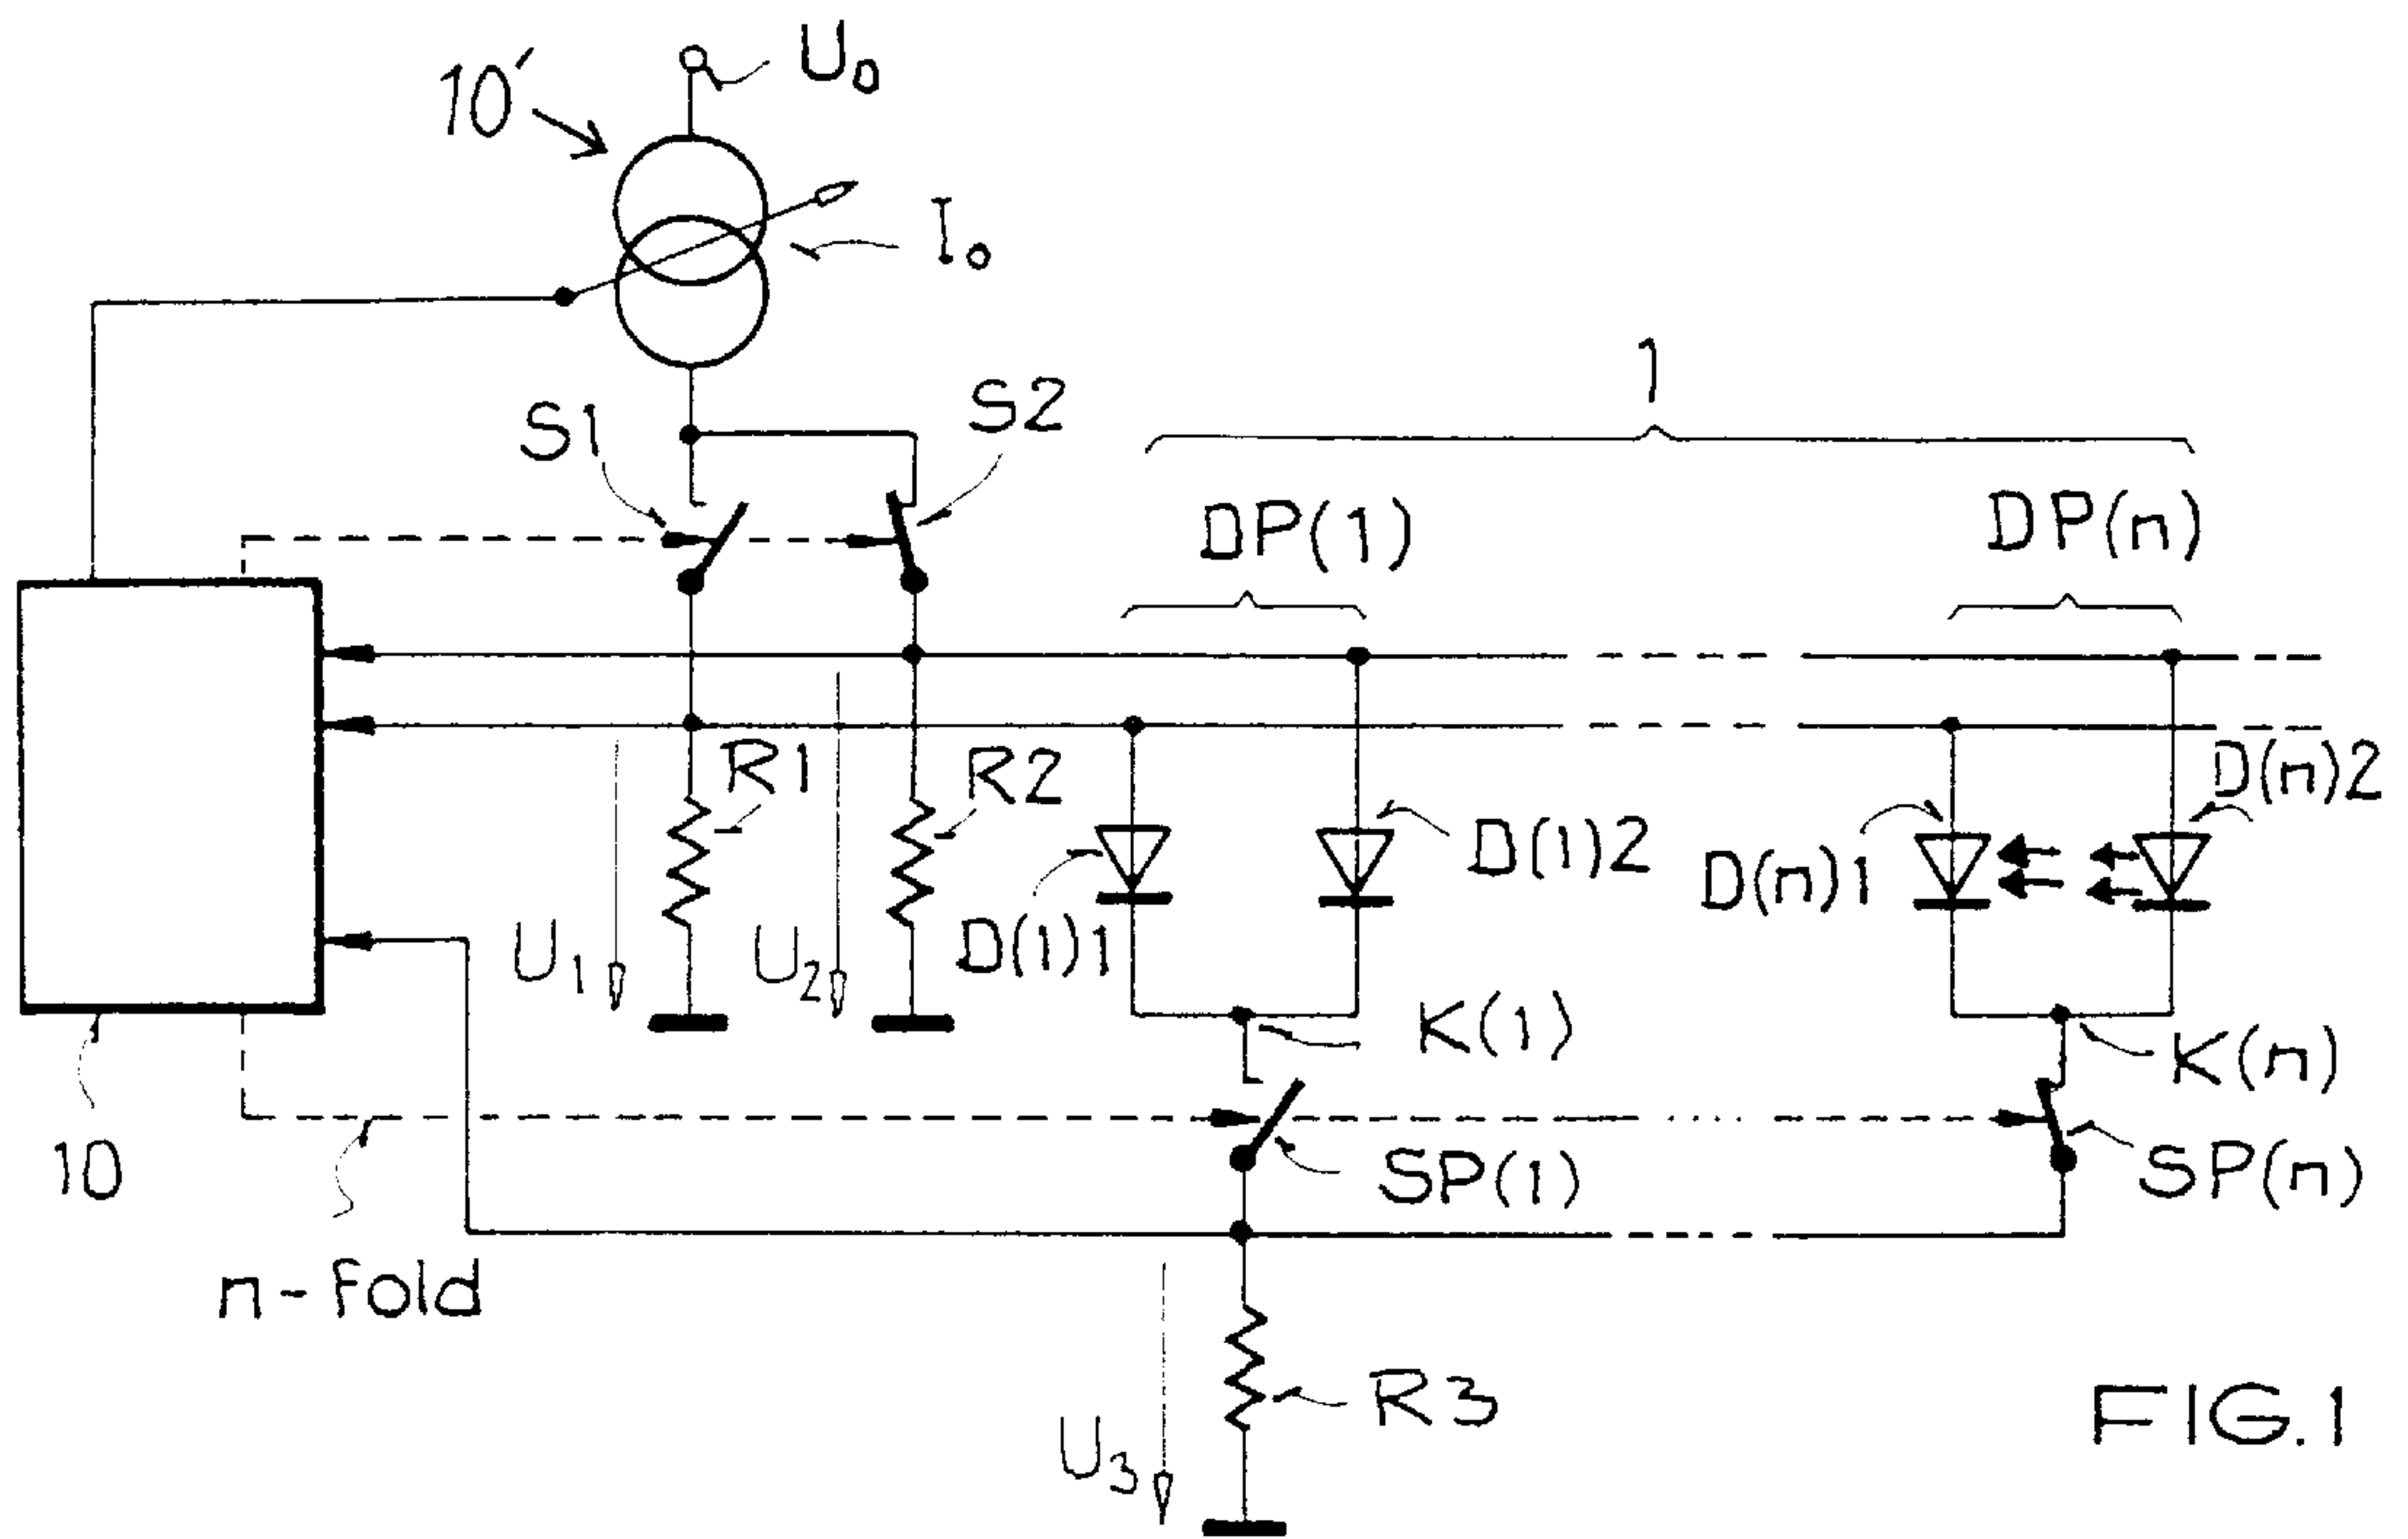 U0
10′
I0
1
S1
S2
DP(1)
DP(n)
R1
R2
D(n)2
D(1)2
D(n)1
U1
U2
D(1)1
K(1)
K(n)
10
SP(1)
SP(n)
n-fold
R3
U3
FIG.1